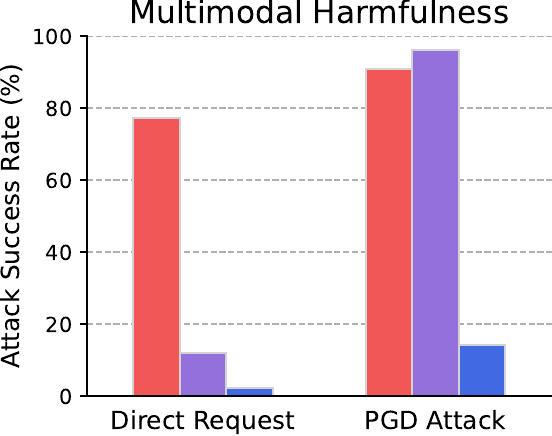 Multimodal Harmfulness
Attack Success Rate (%)
100
80
60
40
20
0
Direct Request
PGD Attack